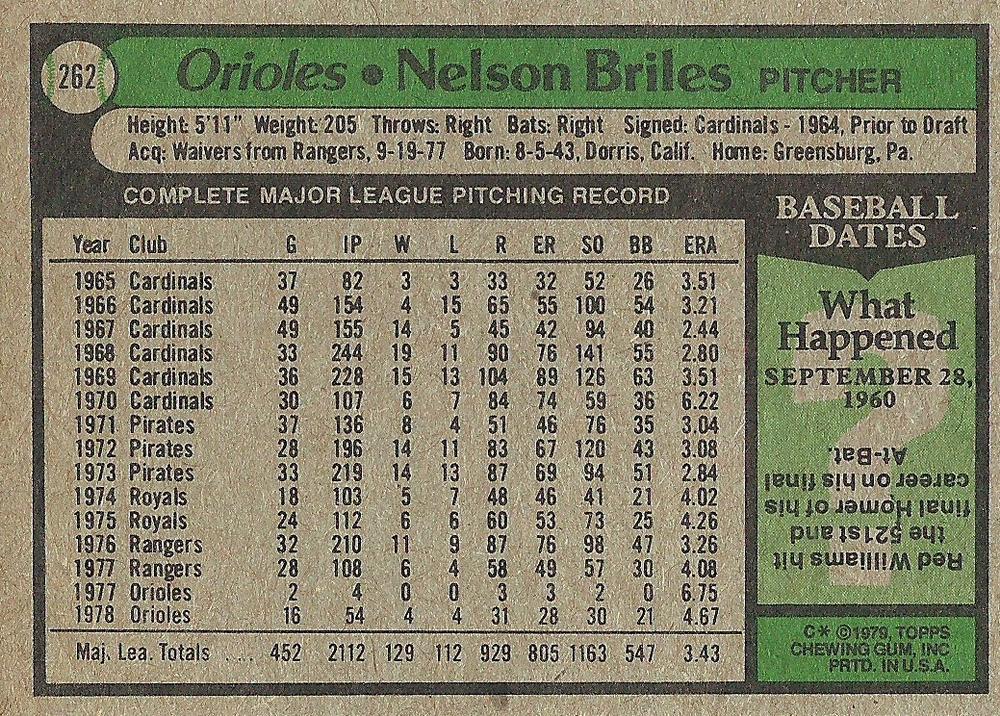 262
Orioles • Nelson Briles PITCHER
Height: 5'11" Weight: 205 Throws: Right Bats: Right Signed: Cardinals - 1964, Prior to Draft
Acq: Waivers from Rangers, 9-19-77 Born: 8-5-43, Dorris, Calif. Home: Greensburg, Pa.
COMPLETE MAJOR LEAGUE PITCHING RECORD
Year Club G IP W L R ER SO BB ERA
1965 Cardinals 37 82 3 3 33 32 52 26 3.51
1966 Cardinals 49 154 4 15 65 55 100 54 3.21
1967 Cardinals 49 155 14 5 45 42 94 40 2.44
1968 Cardinals 33 244 19 11 90 76 141 55 2.80
1969 Cardinals 36 228 15 13 104 89 126 63 3.51
1970 Cardinals 30 107 6 7 84 74 59 36 6.22
1971 Pirates 37 136 8 4 51 46 76 35 3.04
1972 Pirates 28 196 14 11 83 67 120 43 3.08
1973 Pirates 33 219 14 13 87 69 94 51 2.84
1974 Royals 18 103 5 7 48 46 41 21 4.02
1975 Royals 24 112 6 6 60 53 73 25 4.26
1976 Rangers 32 210 11 9 87 76 98 47 3.26
1977 Rangers 28 108 6 4 58 49 57 30 4.08
1977 Orioles 2 4 0 0 3 3 2 0 6.75
1978 Orioles 16 54 4 4 31 28 30 21 4.67
Maj. Lea. Totals ... 452 2112 129 112 929 805 1163 547 3.43
BASEBALL
DATES
What
Happened
SEPTEMBER 28,
1960
Red Williams hit
the 521st and
final Homer of his
career on his final
At-Bat.
C* ©1979, TOPPS
CHEWING GUM, INC
PRTD. IN U.S.A.